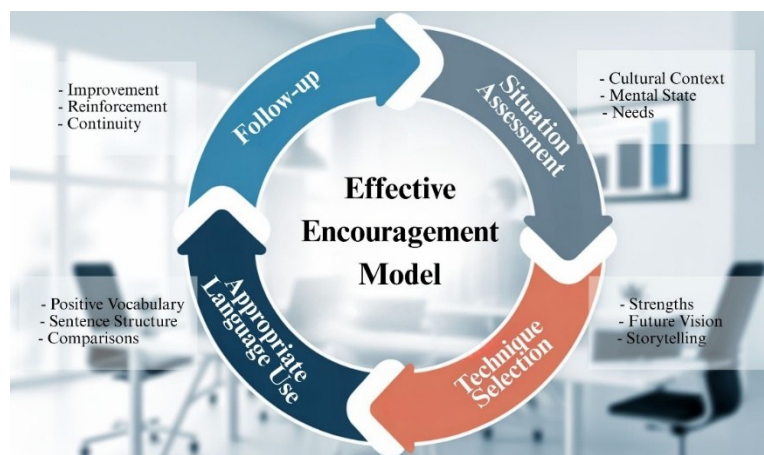 Effective
Encouragement
Model
Situation
Assessment
- Cultural Context
- Mental State
- Needs
Technique
Selection
- Strengths
- Future Vision
- Storytelling
Appropriate
Language Use
- Positive Vocabulary
- Sentence Structure
- Comparisons
Follow-up
- Improvement
- Reinforcement
- Continuity